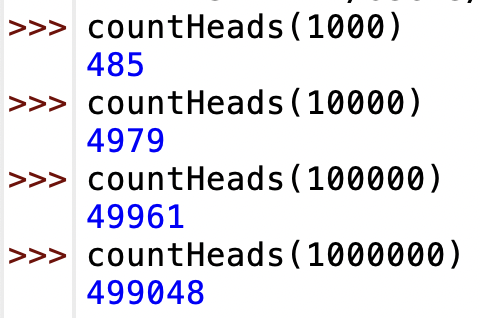 >>> countHeads(1000)
485
>>> countHeads(10000)
4979
>>> countHeads(100000)
49961
>>> countHeads(1000000)
499048